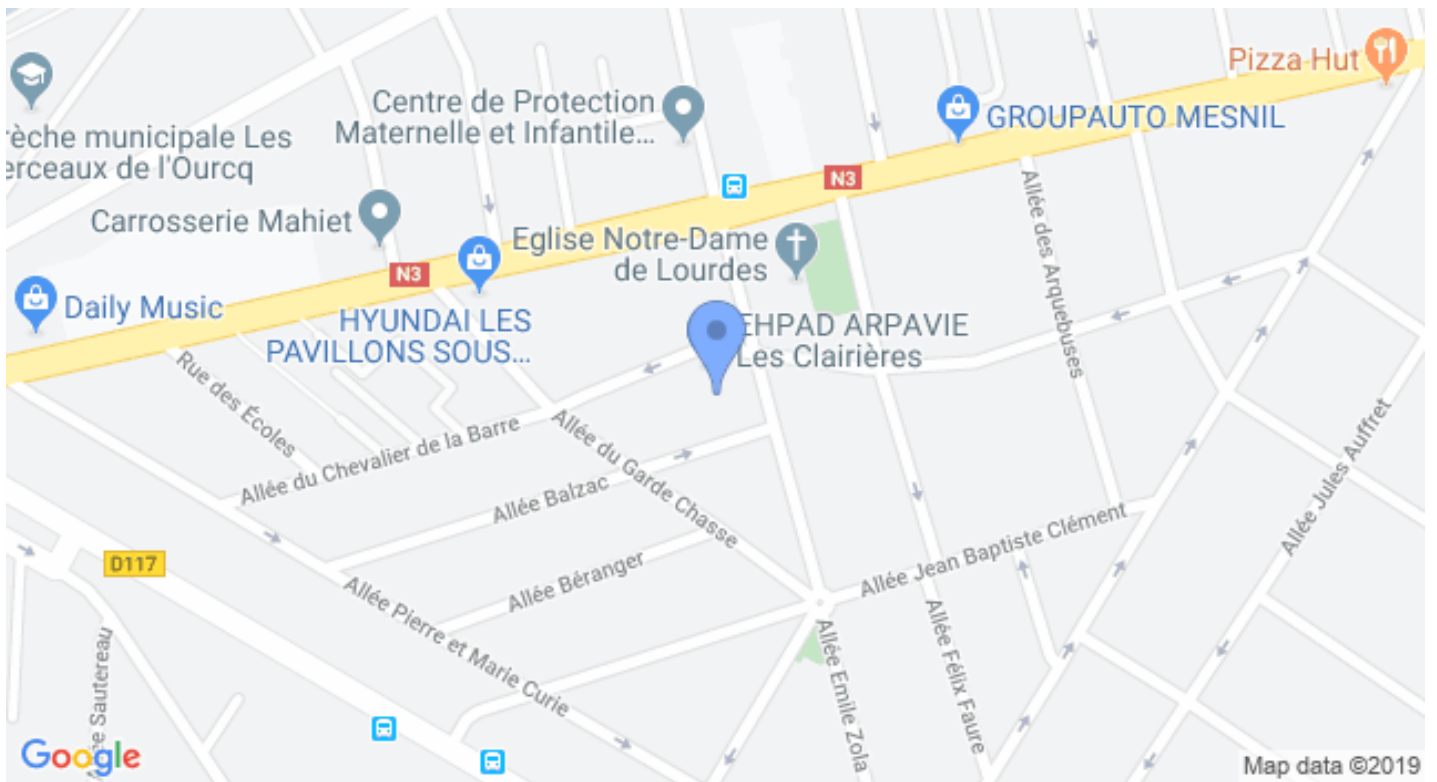 Pizza Hut
Centre de Protection
Maternelle et Infantile...
GROUPAUTO MESNIL
rèche municipale Les
erceaux de l'Ourcq
N3
Allée des Arquebuses
Carrosserie Mahiet
Eglise Notre-Dame
de Lourdes
N3
Daily Music
HYUNDAI LES
PAVILLONS SOUS...
EHPAD ARPAVIE
Les Clairières
Rue des Écoles
Allée du Chevalier de la Barre
Allée du Garde Chasse
Allée Jules Auffret
Allée Balzac
Allée Jean Baptiste Clément
D117
Allée Béranger
Allée Pierre et Marie Curie
Allée Félix Faure
Allée Emile Zola
Sautereau
Google
Map data ©2019